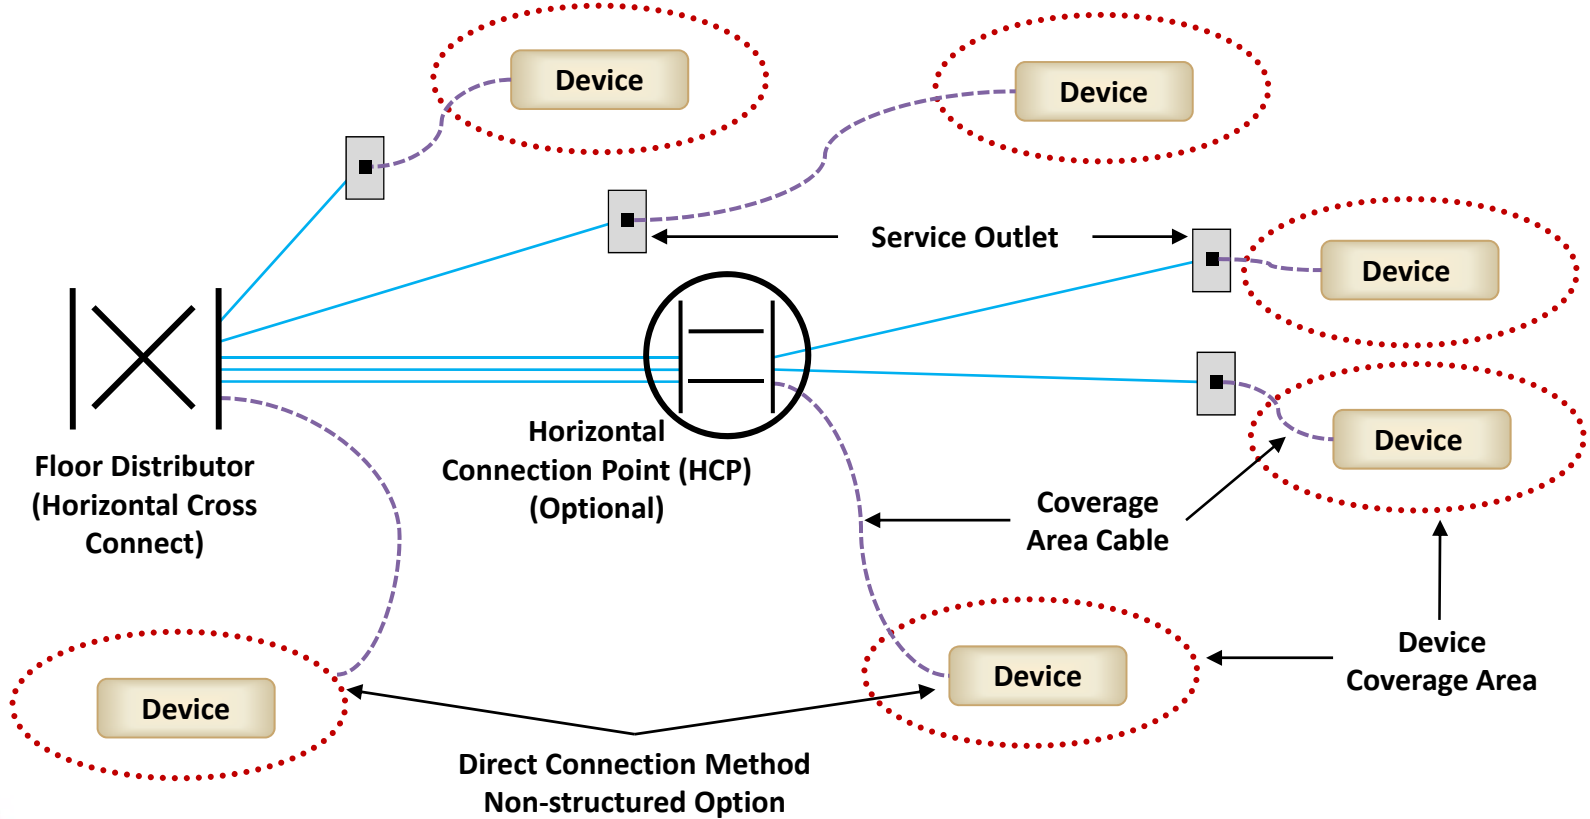 Device
Device
Service Outlet
Device
Device
Floor Distributor
(Horizontal Cross
Connect)
Horizontal
Connection Point (HCP)
(Optional)
Coverage
Area Cable
Device
Coverage Area
Device
Device
Direct Connection Method
Non-structured Option